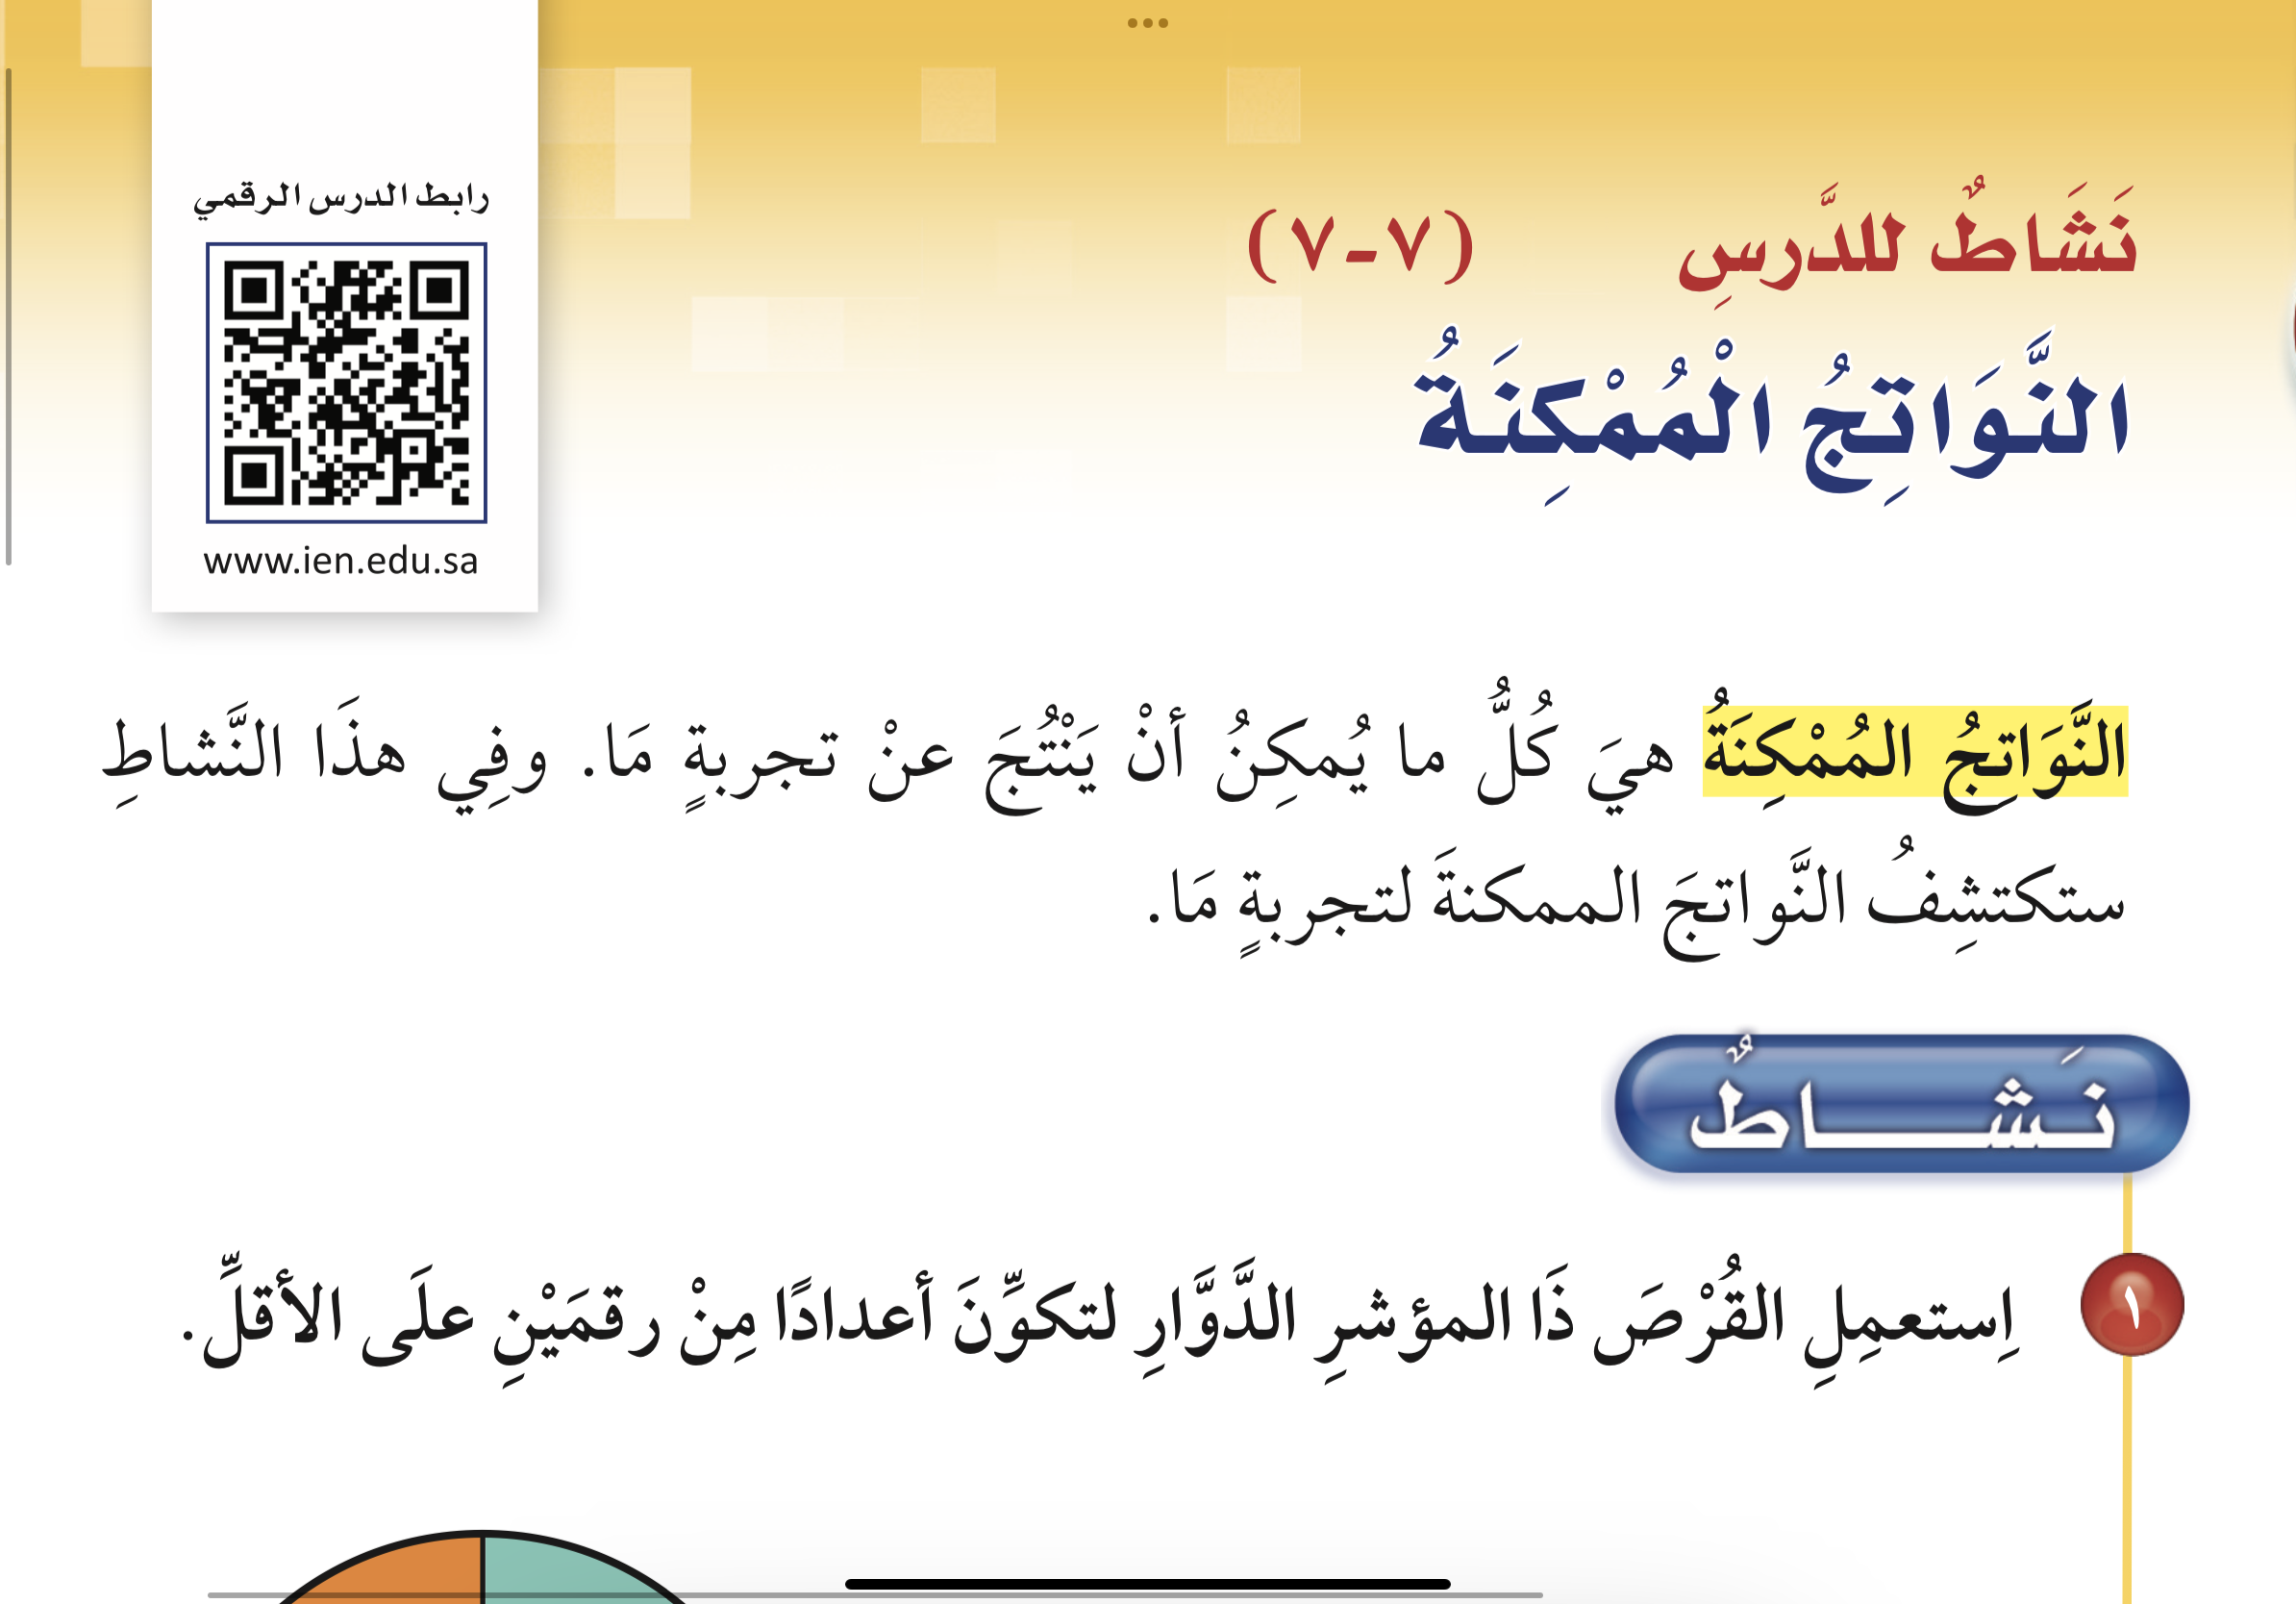 رابط الدرس الرقمي
www.ien.edu.sa
نَشَاطٌ للدَّرسِ (٧-٧)
النَّوَاتِجُ الْمُمْكِنَةُ
النَّوَاتِجُ المُمْكِنَةُ هيَ كُلُّ ما يُمكِنُ أنْ يَنْتُجَ عنْ تجربةٍ مَا. وفِي هذَا النَّشاطِ
ستكتشِفُ النَّواتجَ الممكنةَ لتجربةٍ مَا.
نَشاطٌ
١ اِستعمِلِ القُرْصَ ذَا المؤشرِ الدَّوَّارِ لتكوِّنَ أعدادًا مِنْ رقمَيْنِ علَى الأقلِّ.